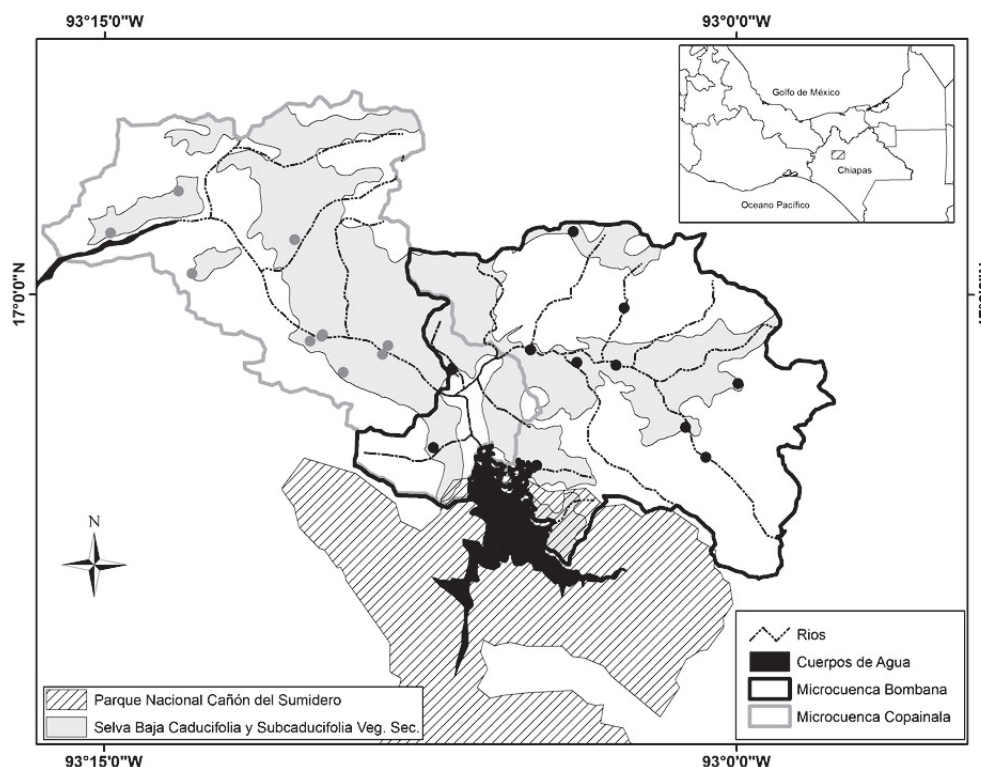 93°15'0"W
93°0'0"W
Golfo de México
Chiapas
Oceano Pacífico
17°0'0"N
N
Rios
Cuerpos de Agua
Microcuenca Bombana
Microcuenca Copainala
Parque Nacional Cañón del Sumidero
Selva Baja Caducifolia y Subcaducifolia Veg. Sec.
93°15'0"W
93°0'0"W